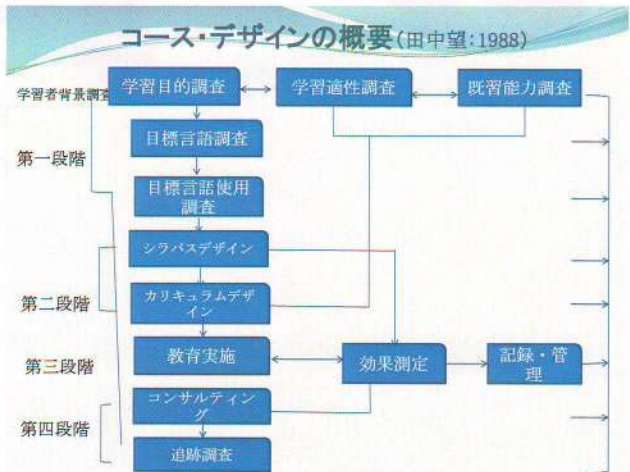 コース・デザインの概要(田中望:1988)
学習者背景調査
学習目的調査
学習適性調査
既習能力調査
第一段階
目標言語調査
目標言語使用
調査
シラバスデザイン
第二段階
カリキュラムデザ
イン
第三段階
教育実施
効果測定
記録・管
理
コンサルティン
グ
第四段階
追跡調査